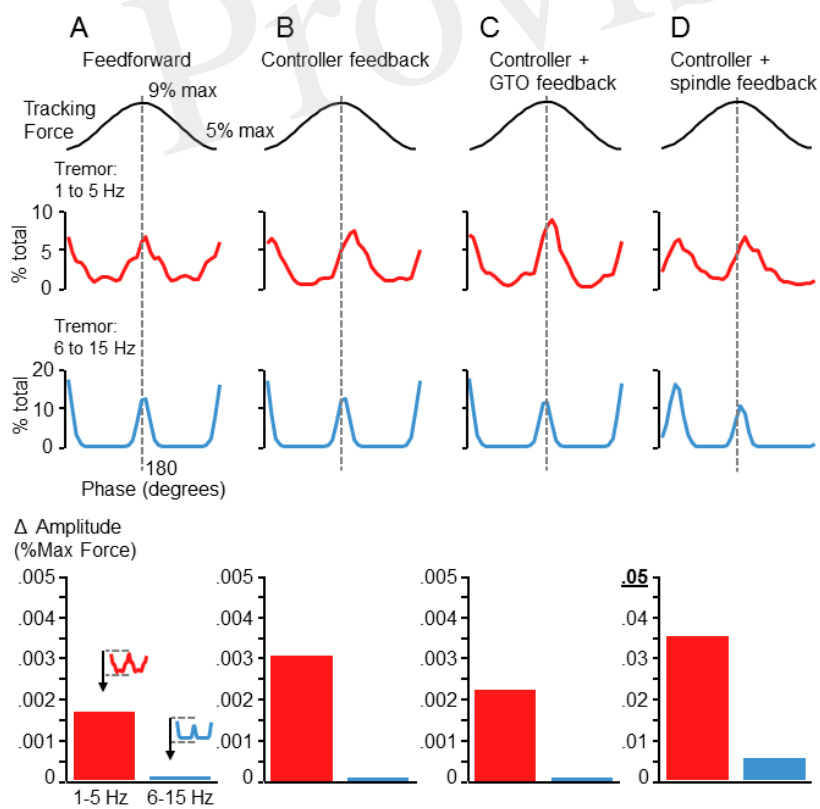 Provis
A
Feedforward
B
Controller feedback
C
Controller +
GTO feedback
D
Controller +
spindle feedback
Tracking
Force
9% max
5% max
Tremor:
1 to 5 Hz
% total
10
5
0
Tremor:
6 to 15 Hz
% total
20
10
0
180
Phase (degrees)
Δ Amplitude
(%Max Force)
.005
.004
.003
.002
.001
0
1-5 Hz
6-15 Hz
.005
.004
.003
.002
.001
0
.005
.004
.003
.002
.001
0
.05
.04
.03
.02
.01
0